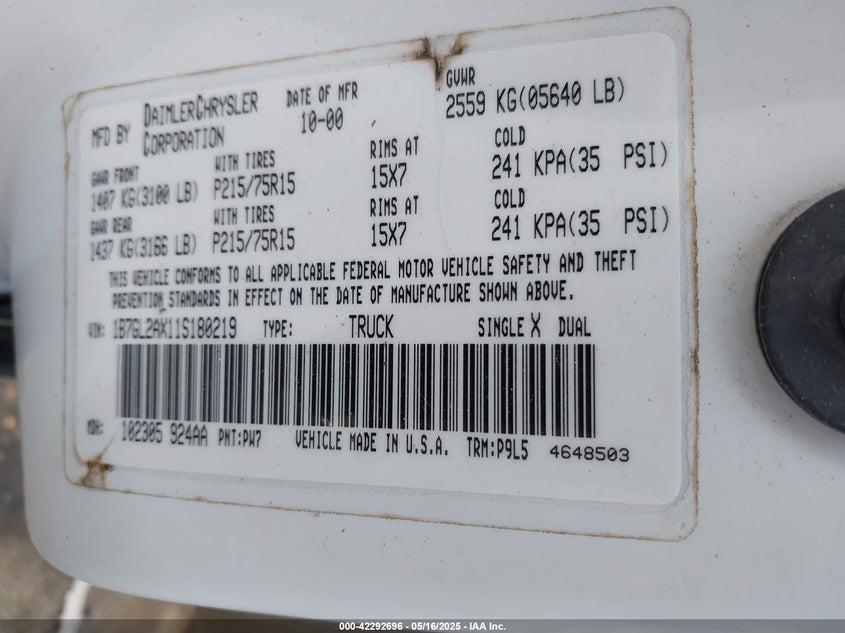 MFD BY DAIMLERCHRYSLER CORPORATION DATE OF MFR 10-00 GVWR 2559 KG(05640 LB)
GAWR FRONT WITH TIRES RIMS AT COLD
1407 KG(3100 LB) P215/75R15 15X7 241 KPA(35 PSI)
GAWR REAR WITH TIRES RIMS AT COLD
1437 KG(3166 LB) P215/75R15 15X7 241 KPA(35 PSI)
THIS VEHICLE CONFORMS TO ALL APPLICABLE FEDERAL MOTOR VEHICLE SAFETY AND THEFT
PREVENTION STANDARDS IN EFFECT ON THE DATE OF MANUFACTURE SHOWN ABOVE.
VIN: 1B7GL2AX11S180219 TYPE: TRUCK SINGLE X DUAL
MDH: 102305 924AA PNT:PW7 VEHICLE MADE IN U.S.A. TRM:P9L5 4648503
000-42292696 - 05/16/2025 - IAA Inc.